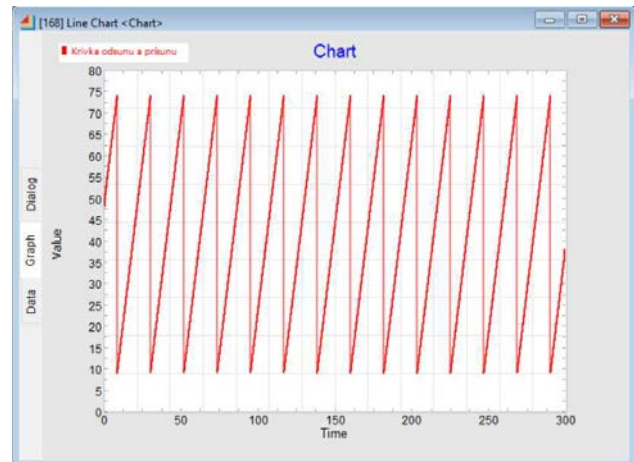 [168] Line Chart <Chart>
Krivka odsunu a prísunu
Chart
80
75
70
65
60
55
50
45
40
35
30
25
20
15
10
5
0
Value
0 50 100 150 200 250 300
Time
Dialog
Graph
Data